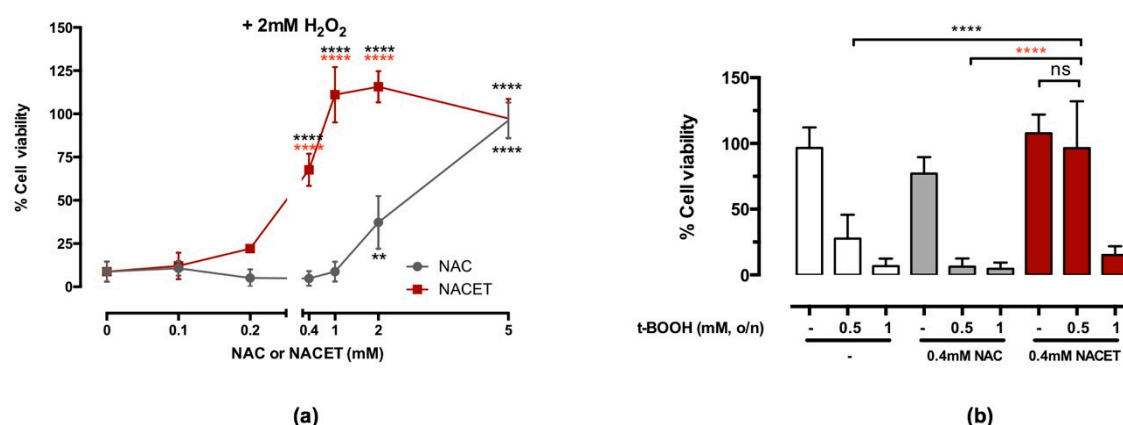 + 2mM H₂O₂
% Cell viability
150
125
100
75
50
25
0
****
****
****
****
****
****
****
****
**
NAC
NACET
0 0.1 0.2 0.4 1 2 5
NAC or NACET (mM)
(a)
****
****
ns
% Cell viability
150
100
50
0
t-BOOH (mM, o/n) - 0.5 1 - 0.5 1 - 0.5 1
- 0.4mM NAC 0.4mM NACET
(b)